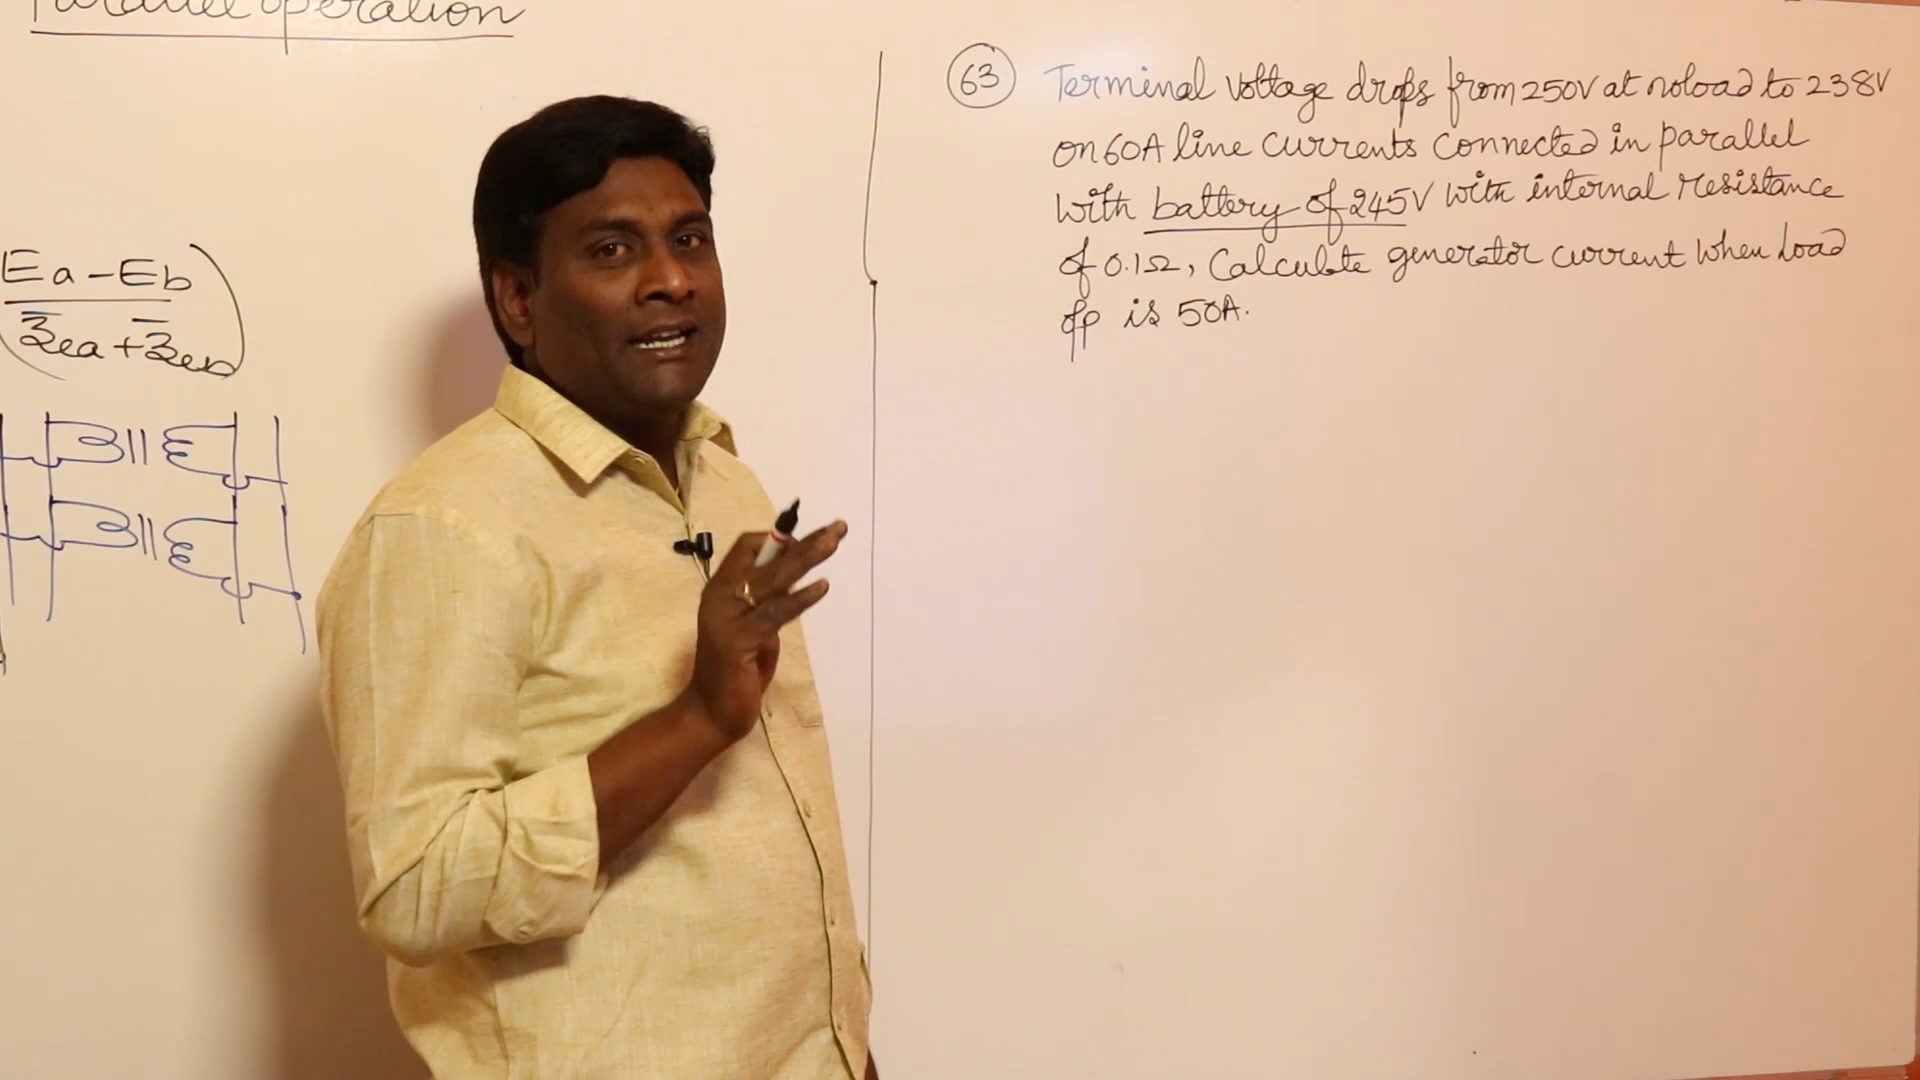 Parallel operation
Ea - Eb
Zea + Zeb
63 Terminal voltage drops from 250V at noload to 238V
on 60A line currents connected in parallel
with battery of 245V with internal resistance
of 0.1Ω, Calculate generator current when load
op is 50A.